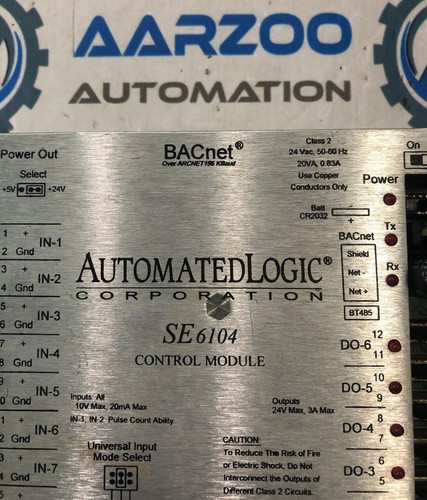 AARZOO
AUTOMATION
Power Out
Select
+5V +24V
BACnet®
Over ARCNET156 KBaud
Class 2
24 Vac, 50-60 Hz
20VA, 0.83A
Use Copper
Conductors Only
On
Power
Batt
CR2032
+
Tx
BACnet
Shield
Net -
Net +
Rx
BT485
1 +
2 Gnd
IN-1
3 +
4 Gnd
IN-2
5 +
6 Gnd
IN-3
7 +
8 Gnd
IN-4
9 +
0 Gnd
IN-5
1 +
2 Gnd
IN-6
3 +
4 Gnd
IN-7
AUTOMATEDLOGIC®
CORPORATION
SE6104
CONTROL MODULE
12
DO-6
11
10
DO-5
9
8
DO-4
7
6
DO-3
5
Inputs, All
10V Max, 20mA Max
IN-1, IN-2 Pulse Count Ability
Outputs
24V Max, 3A Max
Universal Input
Mode Select
CAUTION:
To Reduce The Risk of Fire
or Electric Shock, Do Not
Interconnect the Outputs of
Different Class 2 Circuits.